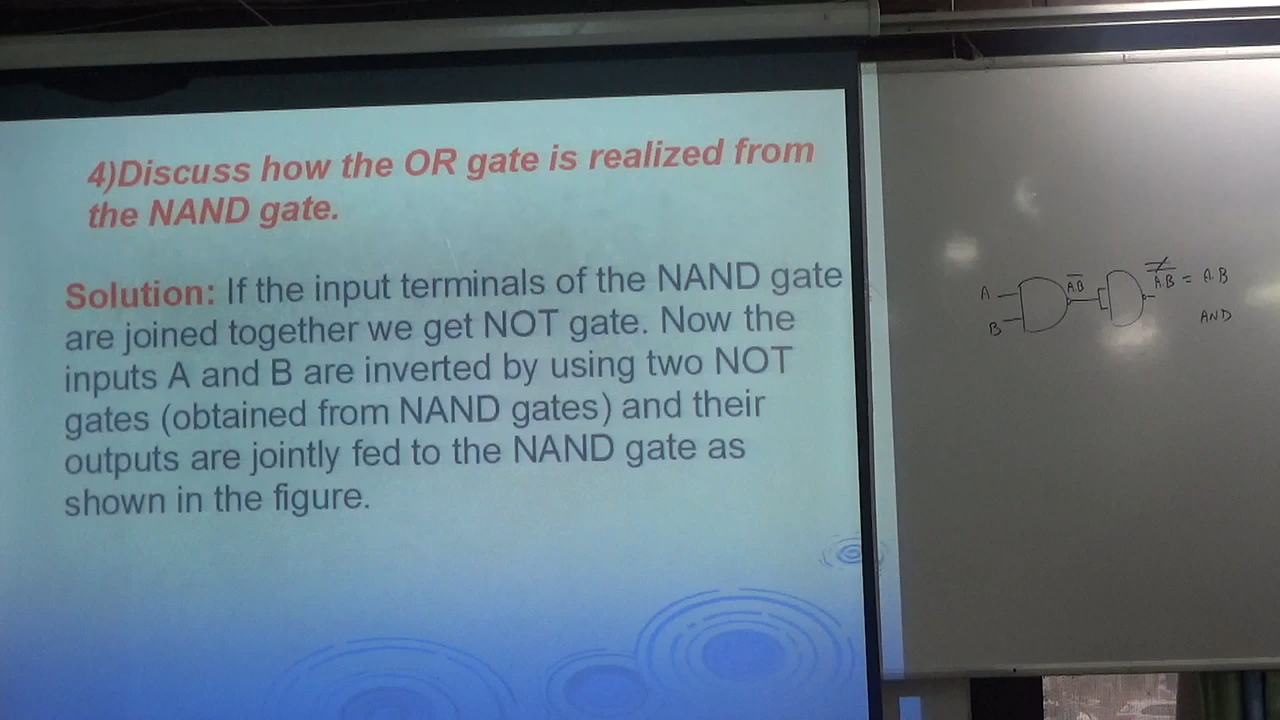 4)Discuss how the OR gate is realized from
the NAND gate.
Solution: If the input terminals of the NAND gate
are joined together we get NOT gate. Now the
inputs A and B are inverted by using two NOT
gates (obtained from NAND gates) and their
outputs are jointly fed to the NAND gate as
shown in the figure.
A
B
A̅.̅B̅
A.B = A.B
AND